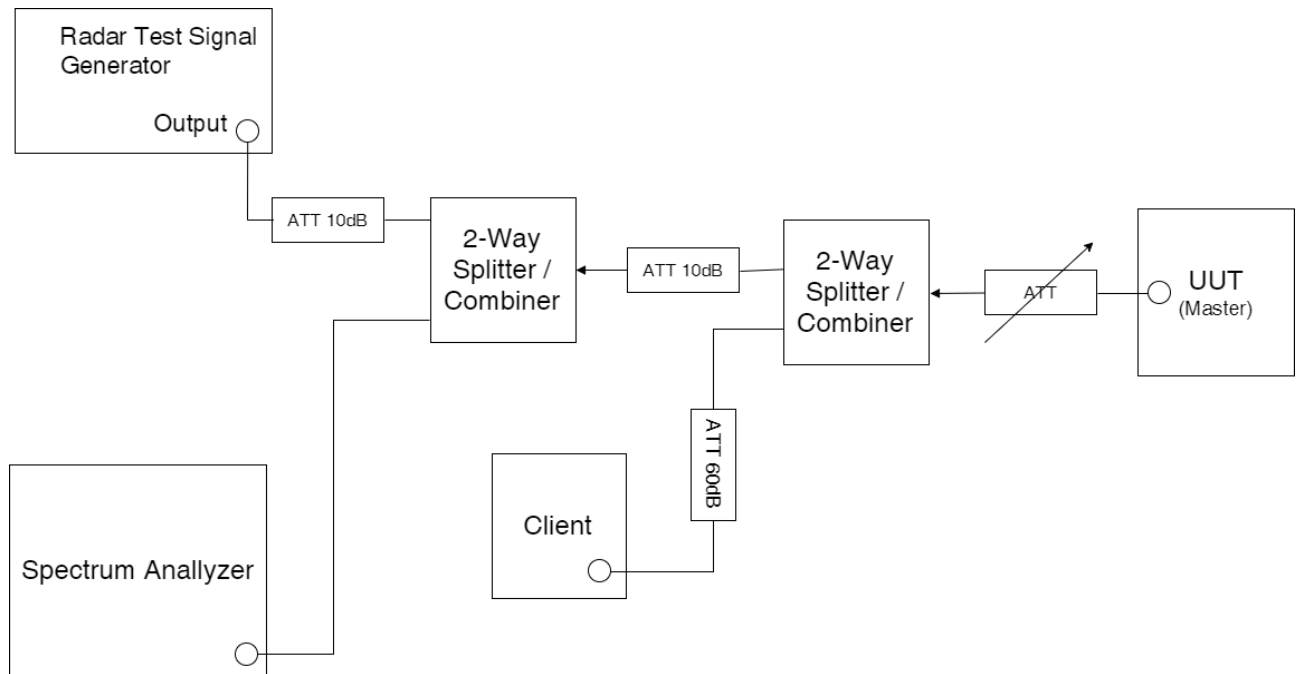 Radar Test Signal
Generator
Output
ATT 10dB
2-Way
Splitter /
Combiner
ATT 10dB
2-Way
Splitter /
Combiner
ATT
UUT
(Master)
ATT 60dB
Client
Spectrum Anallyzer